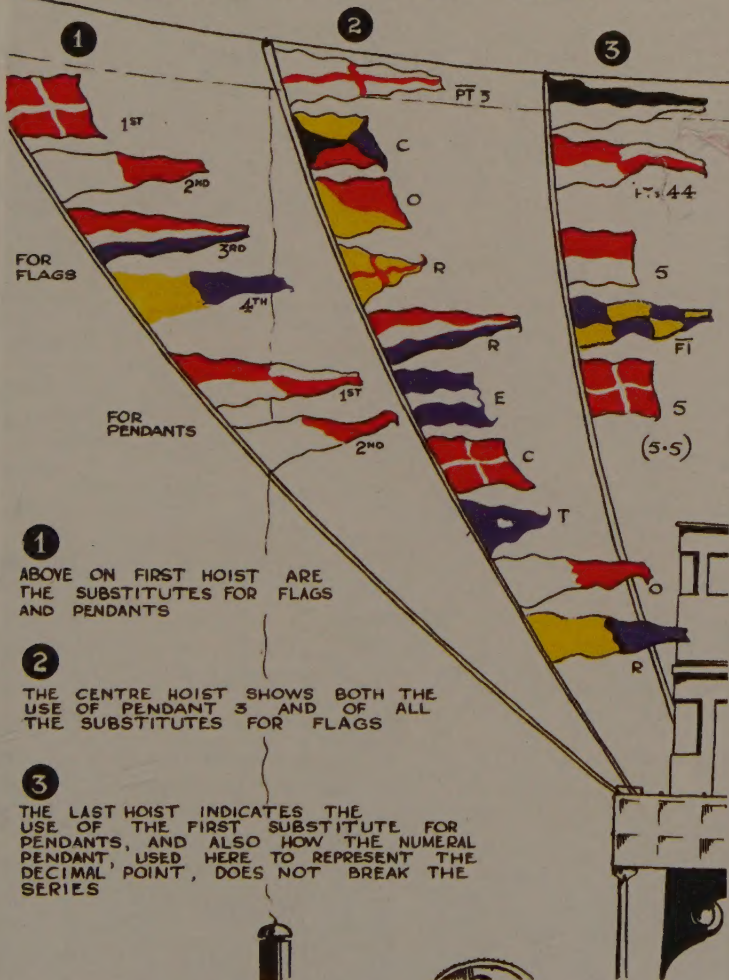 1
2
3
1ST
2ND
3RD
4TH
FOR
FLAGS
1ST
2ND
FOR
PENDANTS
PT 3
C
O
R
R
E
C
T
O
R
44
5
F1
5
(5·5)
1
ABOVE ON FIRST HOIST ARE
THE SUBSTITUTES FOR FLAGS
AND PENDANTS
2
THE CENTRE HOIST SHOWS BOTH THE
USE OF PENDANT 3 AND OF ALL
THE SUBSTITUTES FOR FLAGS
3
THE LAST HOIST INDICATES THE
USE OF THE FIRST SUBSTITUTE FOR
PENDANTS, AND ALSO HOW THE NUMERAL
PENDANT, USED HERE TO REPRESENT THE
DECIMAL POINT, DOES NOT BREAK THE
SERIES